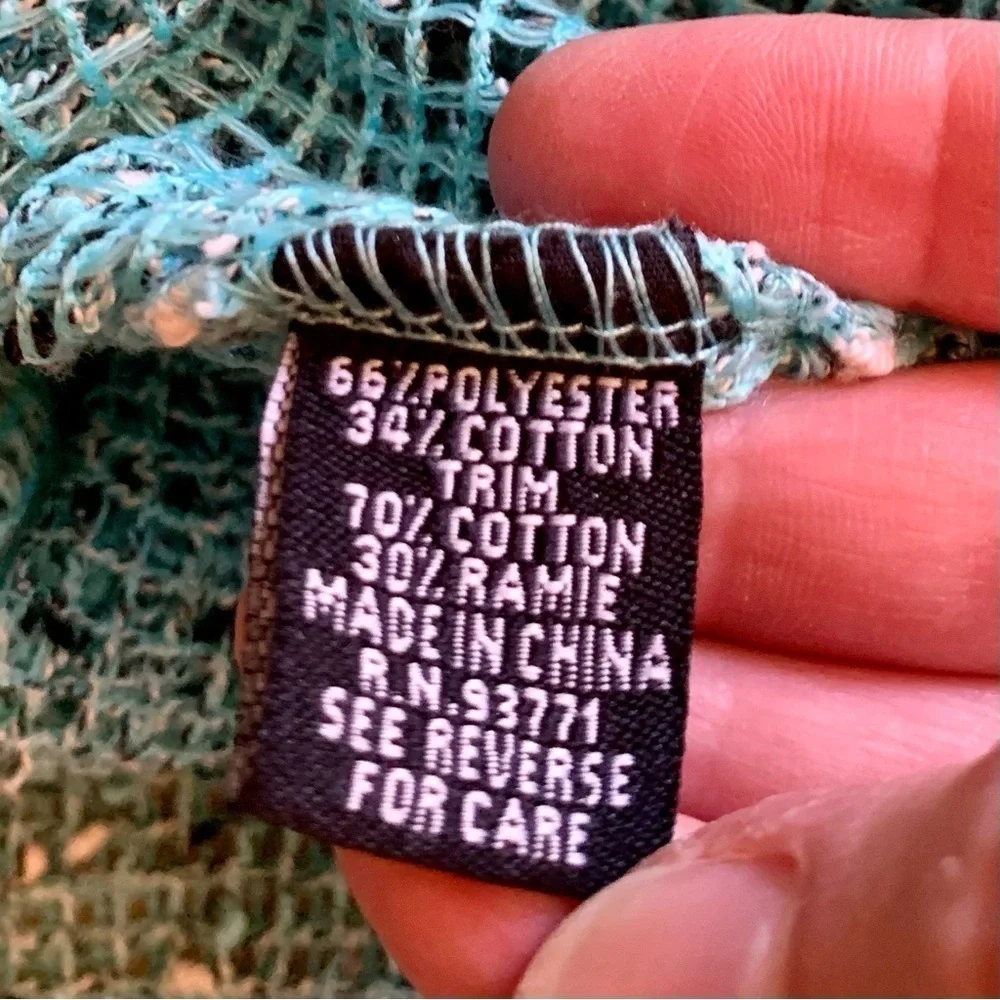 66% POLYESTER
34% COTTON
TRIM
70% COTTON
30% RAMIE
MADE IN CHINA
R.N. 93771
SEE REVERSE
FOR CARE